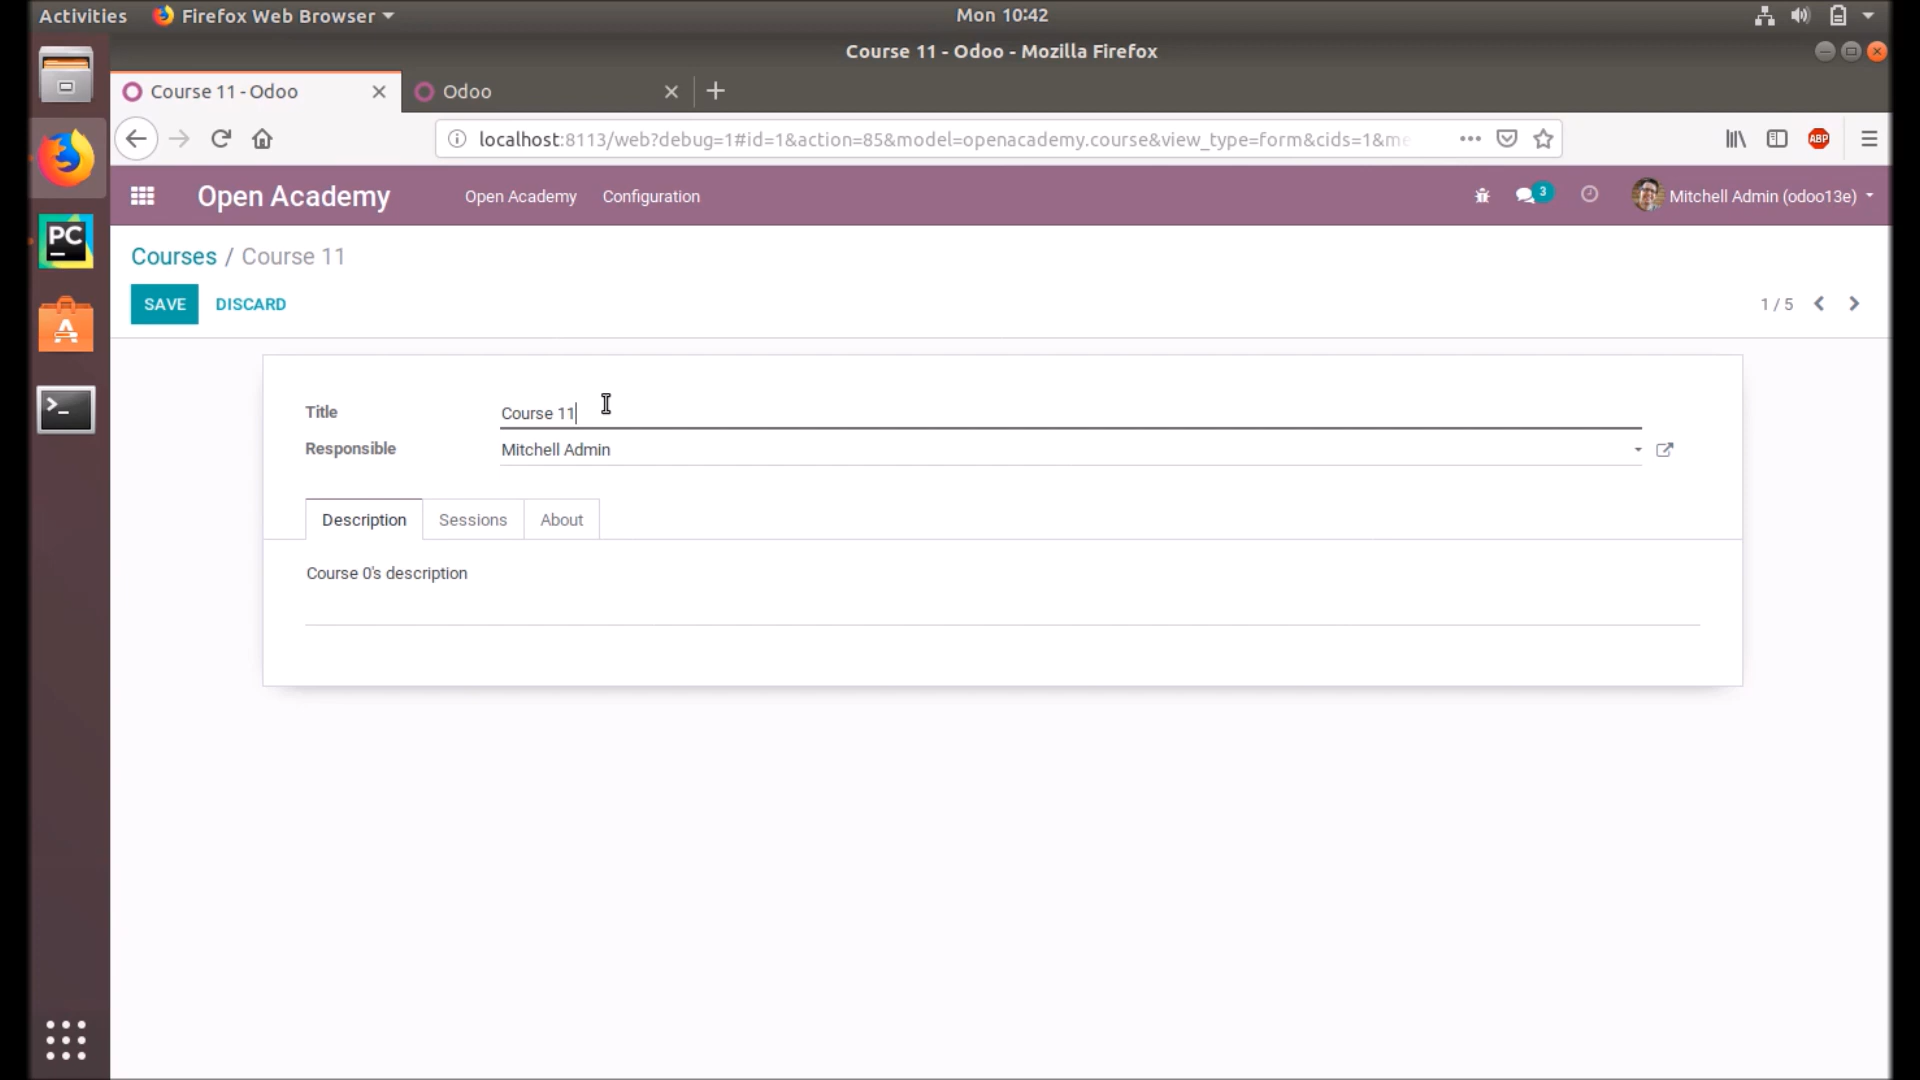 Activities Firefox Web Browser Mon 10:42
Course 11 - Odoo - Mozilla Firefox
Course 11 - Odoo Odoo
localhost:8113/web?debug=1#id=1&action=85&model=openacademy.course&view_type=form&cids=1&me
ABP
Open Academy Open Academy Configuration 3 Mitchell Admin (odoo13e)
PC
Courses / Course 11
SAVE DISCARD 1 / 5
Title Course 11
Responsible Mitchell Admin
Description Sessions About
Course 0's description